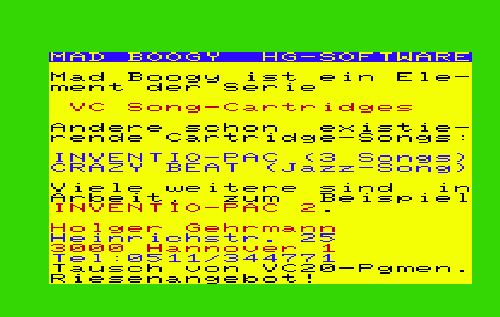 MAD BOOGY  HG-SOFTWARE
Mad Boogy ist ein Ele-
ment der Serie
VC Song-Cartridges
Andere schon  existie-
rende Cartridge-Songs:
INVENTIO-PAC (3 Songs)
CRAZY BEAT (Jazz-Song)
Viele weitere sind  in
Arbeit,  zum  Beispiel
INVENTIO-PAC 2.
Holger Gehrmann
Heinrichstr. 25
3000 Hannover 1
Tel:0511/344771
Tausch von VC20-Pgmen.
Riesenangebot!